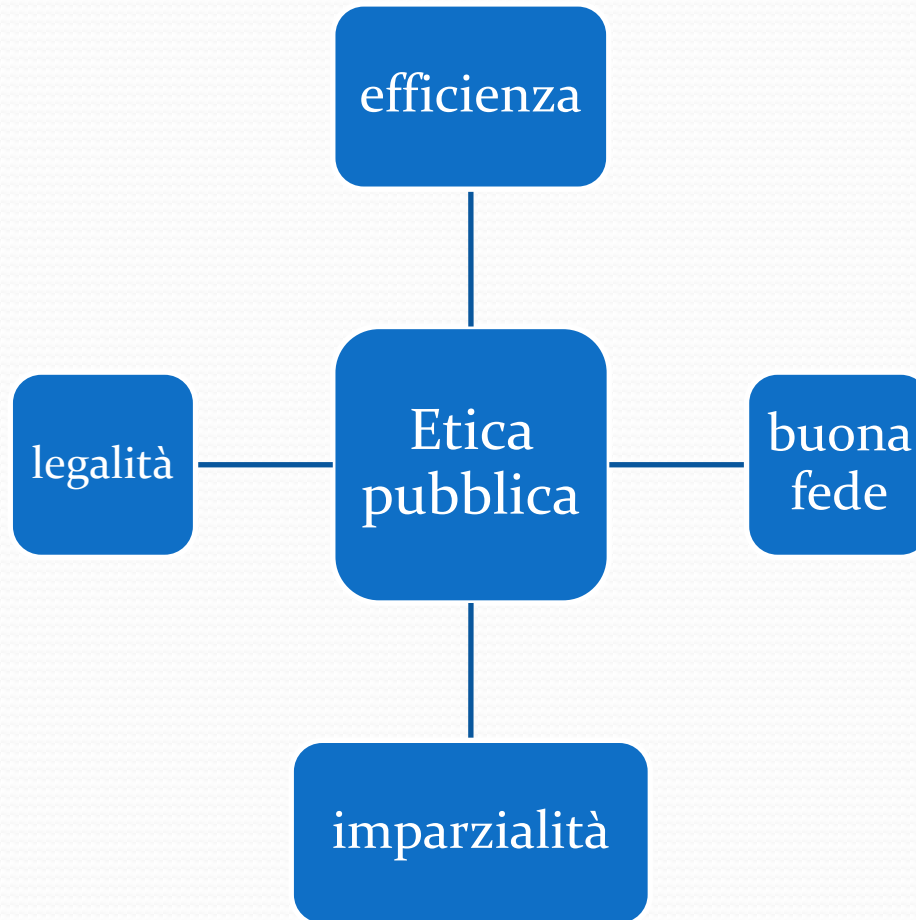 efficienza
legalità
Etica
pubblica
buona
fede
imparzialità